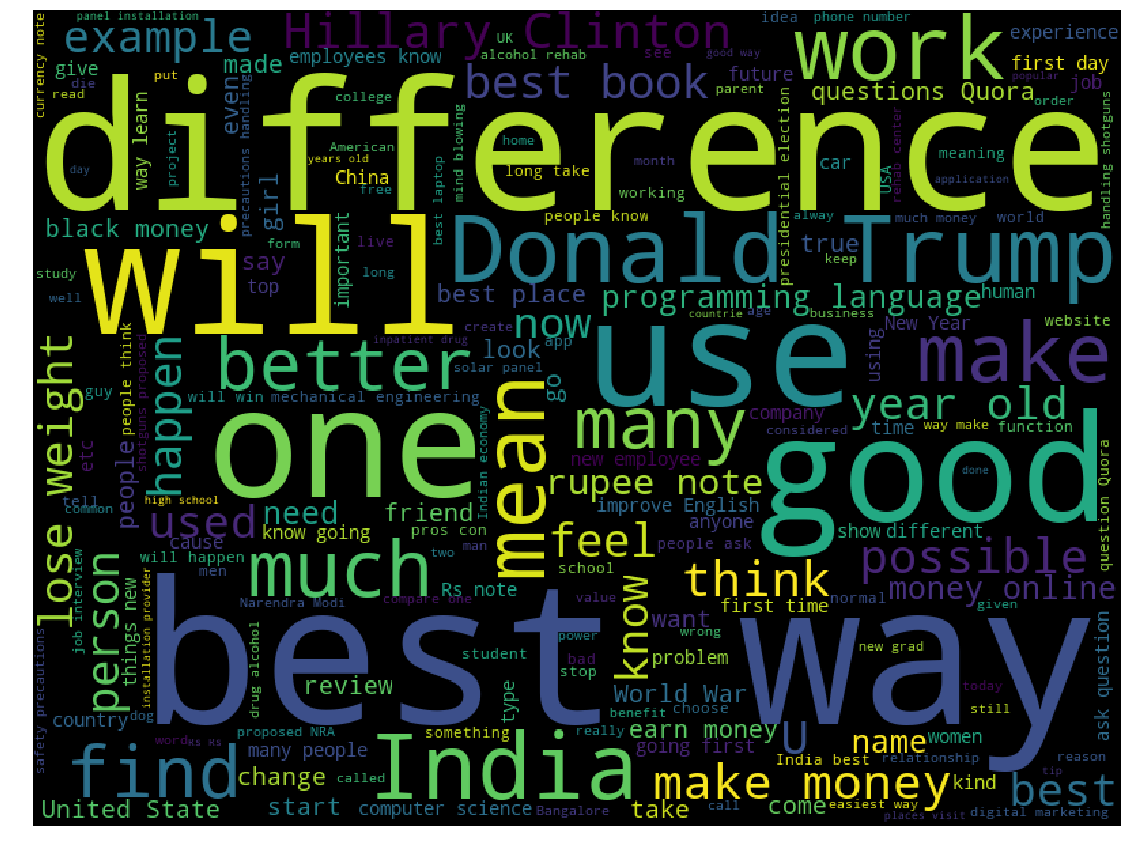 panel installation
Hillary Clinton
UK
idea
phone number
currency note
example
employees know
alcohol rehab
see
good way
work
experience
give
put
made
best book
future
first day
die
read
even
college
parent
questions Quora
popular
job
order
difference
way learn
project
precautions handling
American
mind blowing
home
month
presidential election
car
USA
rehab center
meaning
handling shotguns
day
years old
China
free
long take
working
application
girl
best laptop
black money
will
important
form
live
people know
Donald Trump
alway
much money
world
say
true
keep
study
top
long
best place
programming language
human
well
create
now
countrie
age
business
New Year
website
lose weight
people think
shotguns proposed
happen
better
inpatient drug
look
app
use
using
make
solar panel
go
guy
will win
mechanical engineering
mean
many
company
year old
one
considered
time
way make
function
etc
people
Indian economy
new employee
good
question Quora
high school
rupee note
done
tell
common
used
need
friend
improve English
anyone
show
different
know going
pros con
feel
people ask
possible
cause
will happen
much
two
man
school
think
money online
person
things new
installation provider
men
Rs note
know
job interview
Narendra Modi
compare one
value
first time
normal
given
best way
want
safety precautions
drug alcohol
power
wrong
new grad
ask question
student
bad
problem
stop
review
type
World War
today
country
dog
benefit
choose
still
proposed NRA
something
really
earn money
U
word
Rs Rs
many people
India
going first
name
women
find
India best
relationship
reason
change
called
make money
kind
best
tip
United State
start
computer science
Bangalore
take
call
come
easiest way
places visit
digital marketing